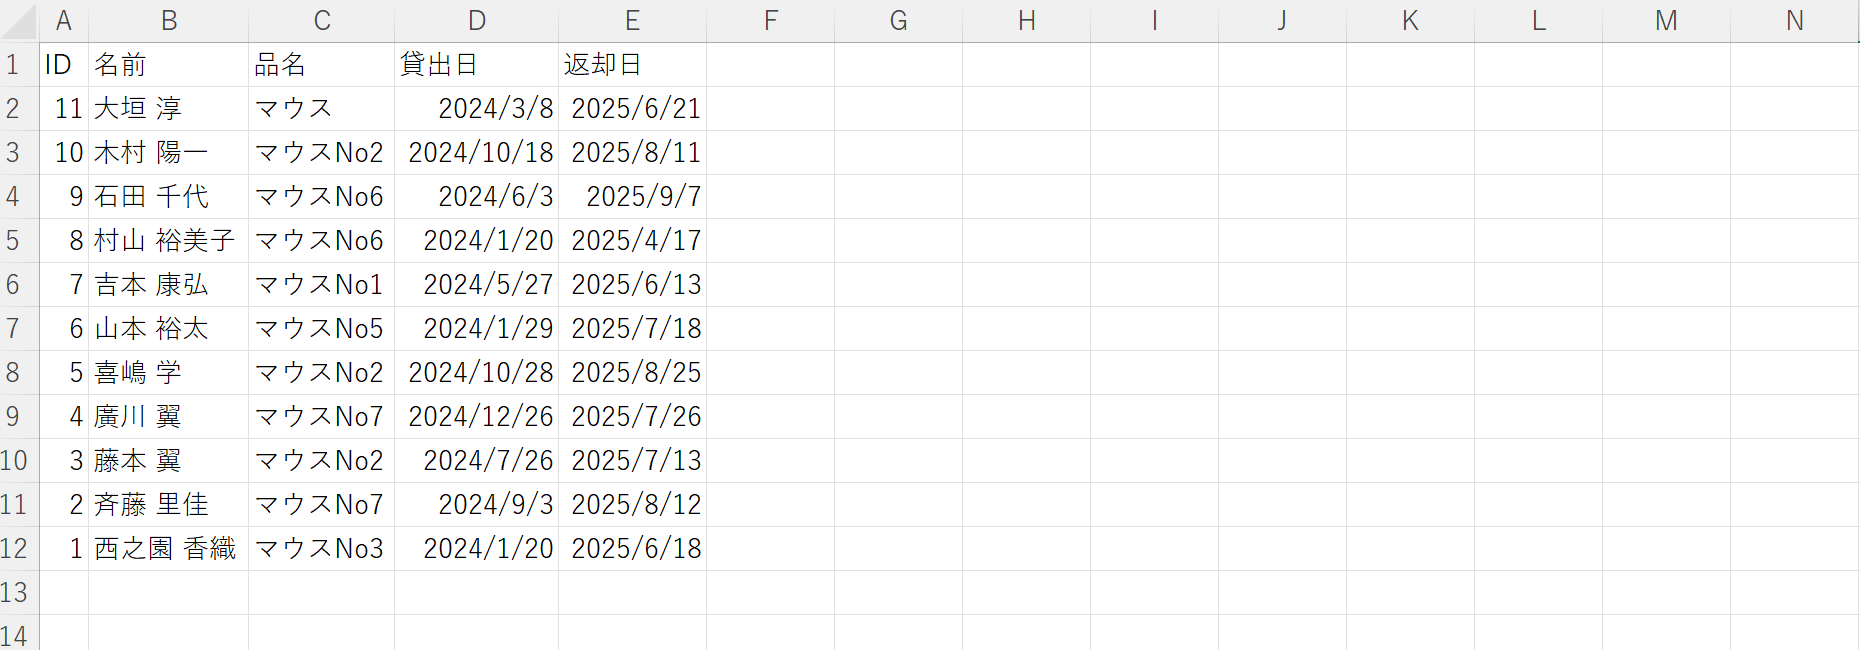 A B C D E F G H I J K L M N
1 ID 名前 品名 貸出日 返却日
2 11 大垣 淳 マウス 2024/3/8 2025/6/21
3 10 木村 陽一 マウスNo2 2024/10/18 2025/8/11
4 9 石田 千代 マウスNo6 2024/6/3 2025/9/7
5 8 村山 裕美子 マウスNo6 2024/1/20 2025/4/17
6 7 吉本 康弘 マウスNo1 2024/5/27 2025/6/13
7 6 山本 裕太 マウスNo5 2024/1/29 2025/7/18
8 5 喜嶋 学 マウスNo2 2024/10/28 2025/8/25
9 4 廣川 翼 マウスNo7 2024/12/26 2025/7/26
10 3 藤本 翼 マウスNo2 2024/7/26 2025/7/13
11 2 斉藤 里佳 マウスNo7 2024/9/3 2025/8/12
12 1 西之園 香織 マウスNo3 2024/1/20 2025/6/18
13
14